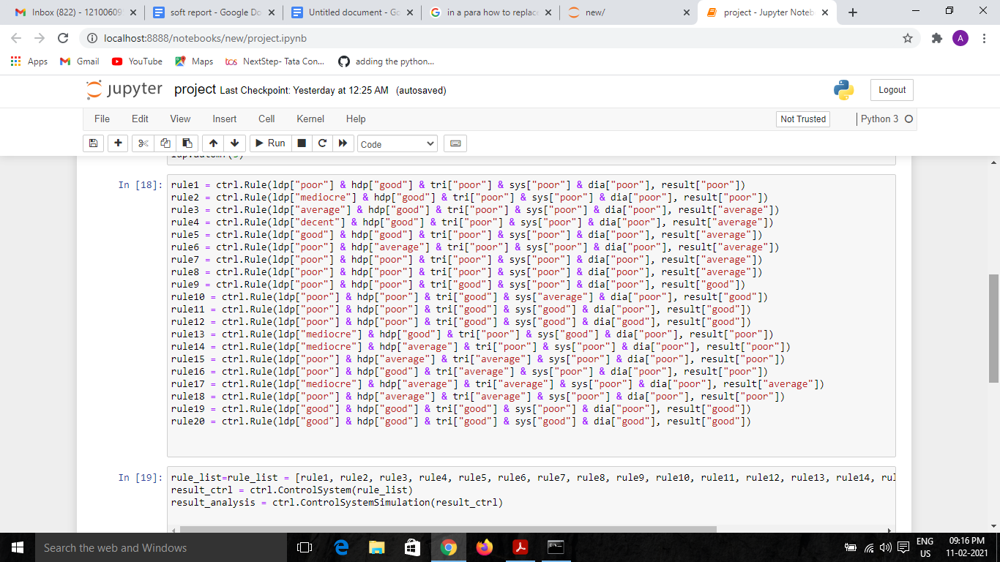 Inbox (822) - 12100609
soft report - Google Do
Untitled document - Go
in a para how to replace
new/
project - Jupyter Noteb
localhost:8888/notebooks/new/project.ipynb
A
Apps
Gmail
YouTube
Maps
tcs NextStep- Tata Con...
adding the python...
jupyter project Last Checkpoint: Yesterday at 12:25 AM (autosaved)
Logout
File Edit View Insert Cell Kernel Help
Not Trusted
Python 3
Run
Code
In [18]:
rule1 = ctrl.Rule(ldp["poor"] & hdp["good"] & tri["poor"] & sys["poor"] & dia["poor"], result["poor"])
rule2 = ctrl.Rule(ldp["mediocre"] & hdp["good"] & tri["poor"] & sys["poor"] & dia["poor"], result["poor"])
rule3 = ctrl.Rule(ldp["average"] & hdp["good"] & tri["poor"] & sys["poor"] & dia["poor"], result["average"])
rule4 = ctrl.Rule(ldp["decent"] & hdp["good"] & tri["poor"] & sys["poor"] & dia["poor"], result["average"])
rule5 = ctrl.Rule(ldp["good"] & hdp["good"] & tri["poor"] & sys["poor"] & dia["poor"], result["average"])
rule6 = ctrl.Rule(ldp["poor"] & hdp["average"] & tri["poor"] & sys["poor"] & dia["poor"], result["average"])
rule7 = ctrl.Rule(ldp["poor"] & hdp["poor"] & tri["poor"] & sys["poor"] & dia["poor"], result["average"])
rule8 = ctrl.Rule(ldp["poor"] & hdp["poor"] & tri["poor"] & sys["poor"] & dia["poor"], result["average"])
rule9 = ctrl.Rule(ldp["poor"] & hdp["poor"] & tri["good"] & sys["poor"] & dia["poor"], result["good"])
rule10 = ctrl.Rule(ldp["poor"] & hdp["poor"] & tri["good"] & sys["average"] & dia["poor"], result["good"])
rule11 = ctrl.Rule(ldp["poor"] & hdp["poor"] & tri["good"] & sys["good"] & dia["poor"], result["good"])
rule12 = ctrl.Rule(ldp["poor"] & hdp["poor"] & tri["good"] & sys["good"] & dia["good"], result["good"])
rule13 = ctrl.Rule(ldp["mediocre"] & hdp["good"] & tri["poor"] & sys["good"] & dia["poor"], result["poor"])
rule14 = ctrl.Rule(ldp["mediocre"] & hdp["average"] & tri["poor"] & sys["poor"] & dia["poor"], result["poor"])
rule15 = ctrl.Rule(ldp["poor"] & hdp["average"] & tri["average"] & sys["poor"] & dia["poor"], result["poor"])
rule16 = ctrl.Rule(ldp["poor"] & hdp["good"] & tri["average"] & sys["poor"] & dia["poor"], result["poor"])
rule17 = ctrl.Rule(ldp["mediocre"] & hdp["average"] & tri["average"] & sys["poor"] & dia["poor"], result["average"])
rule18 = ctrl.Rule(ldp["poor"] & hdp["average"] & tri["average"] & sys["poor"] & dia["poor"], result["poor"])
rule19 = ctrl.Rule(ldp["good"] & hdp["good"] & tri["good"] & sys["poor"] & dia["poor"], result["good"])
rule20 = ctrl.Rule(ldp["good"] & hdp["good"] & tri["good"] & sys["good"] & dia["good"], result["good"])
In [19]:
rule_list=rule_list = [rule1, rule2, rule3, rule4, rule5, rule6, rule7, rule8, rule9, rule10, rule11, rule12, rule13, rule14, rul
result_ctrl = ctrl.ControlSystem(rule_list)
result_analysis = ctrl.ControlSystemSimulation(result_ctrl)
Search the web and Windows
ENG
US
09:16 PM
11-02-2021